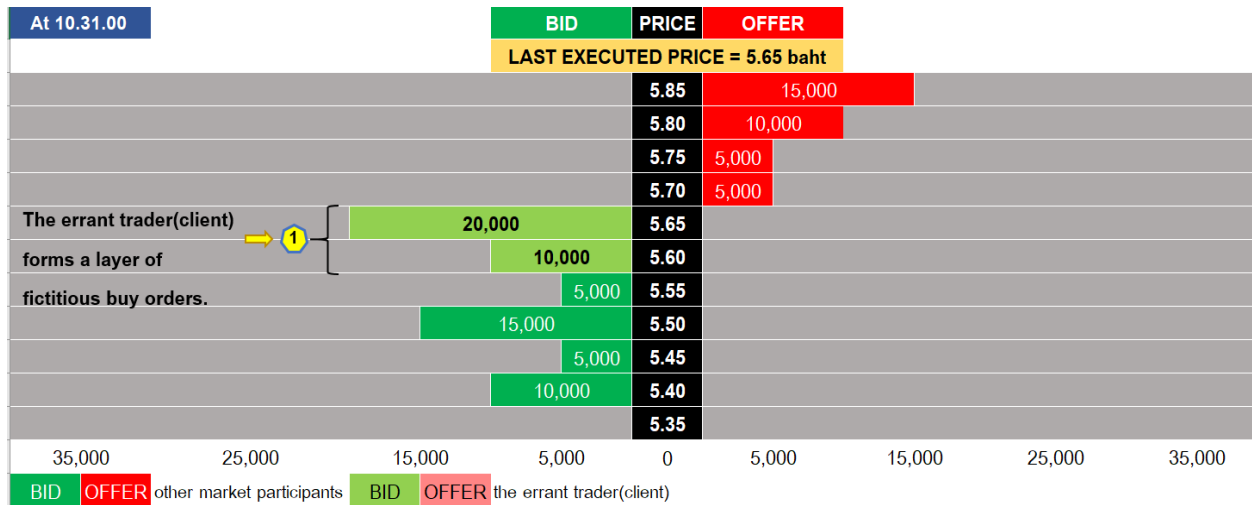 At 10.31.00 BID PRICE OFFER
LAST EXECUTED PRICE = 5.65 baht
5.85 15,000
5.80 10,000
5.75 5,000
5.70 5,000
The errant trader(client) 20,000 5.65
1
forms a layer of 10,000 5.60
fictitious buy orders. 5,000 5.55
15,000 5.50
5,000 5.45
10,000 5.40
5.35
35,000 25,000 15,000 5,000 0 5,000 15,000 25,000 35,000
BID OFFER other market participants BID OFFER the errant trader(client)